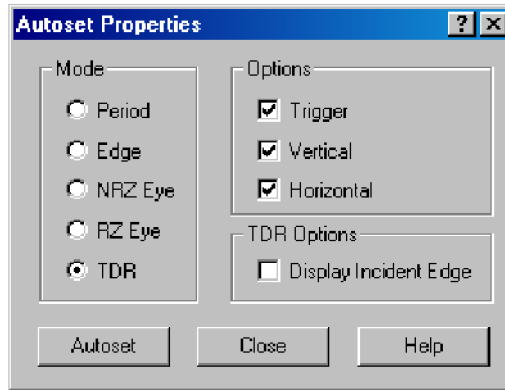 Autoset Properties
Mode
Period
Edge
NRZ Eye
RZ Eye
TDR
Options
Trigger
Vertical
Horizontal
TDR Options
Display Incident Edge
Autoset
Close
Help